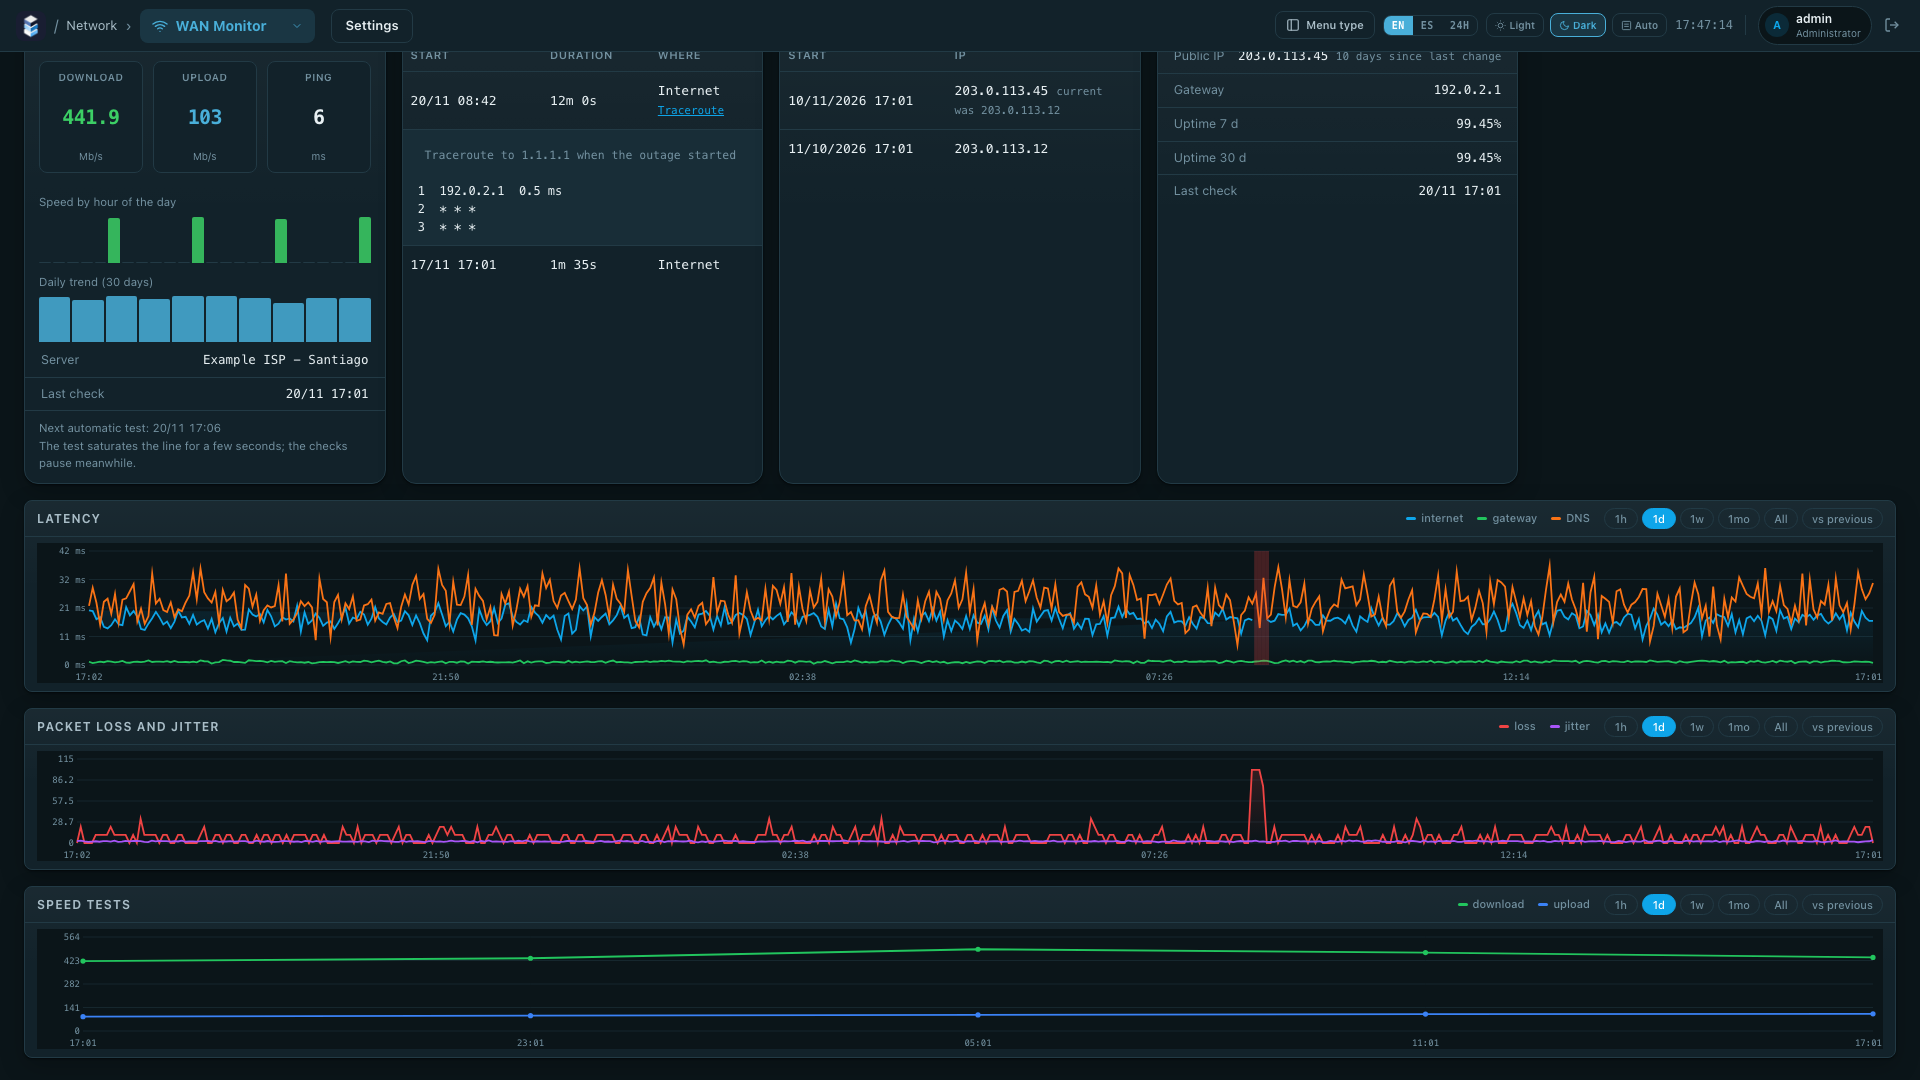 / Network › WAN Monitor Settings Menu type EN ES 24H Light Dark Auto 17:47:14 A admin
Administrator
DOWNLOAD UPLOAD PING
441.9 103 6
Mb/s Mb/s ms
Speed by hour of the day
Daily trend (30 days)
Server Example ISP – Santiago
Last check 20/11 17:01
Next automatic test: 20/11 17:06
The test saturates the line for a few seconds; the checks
pause meanwhile.
START DURATION WHERE
20/11 08:42 12m 0s Internet
Traceroute
Traceroute to 1.1.1.1 when the outage started
1 192.0.2.1 0.5 ms
2 * * *
3 * * *
17/11 17:01 1m 35s Internet
START IP
10/11/2026 17:01 203.0.113.45 current
was 203.0.113.12
11/10/2026 17:01 203.0.113.12
Public IP 203.0.113.45 10 days since last change
Gateway 192.0.2.1
Uptime 7 d 99.45%
Uptime 30 d 99.45%
Last check 20/11 17:01
LATENCY internet gateway DNS 1h 1d 1w 1mo All vs previous
42 ms
32 ms
21 ms
11 ms
0 ms
17:02 21:50 02:38 07:26 12:14 17:01
PACKET LOSS AND JITTER loss jitter 1h 1d 1w 1mo All vs previous
115
86.2
57.5
28.7
0
17:02 21:50 02:38 07:26 12:14 17:01
SPEED TESTS download upload 1h 1d 1w 1mo All vs previous
564
423
282
141
0
17:01 23:01 05:01 11:01 17:01